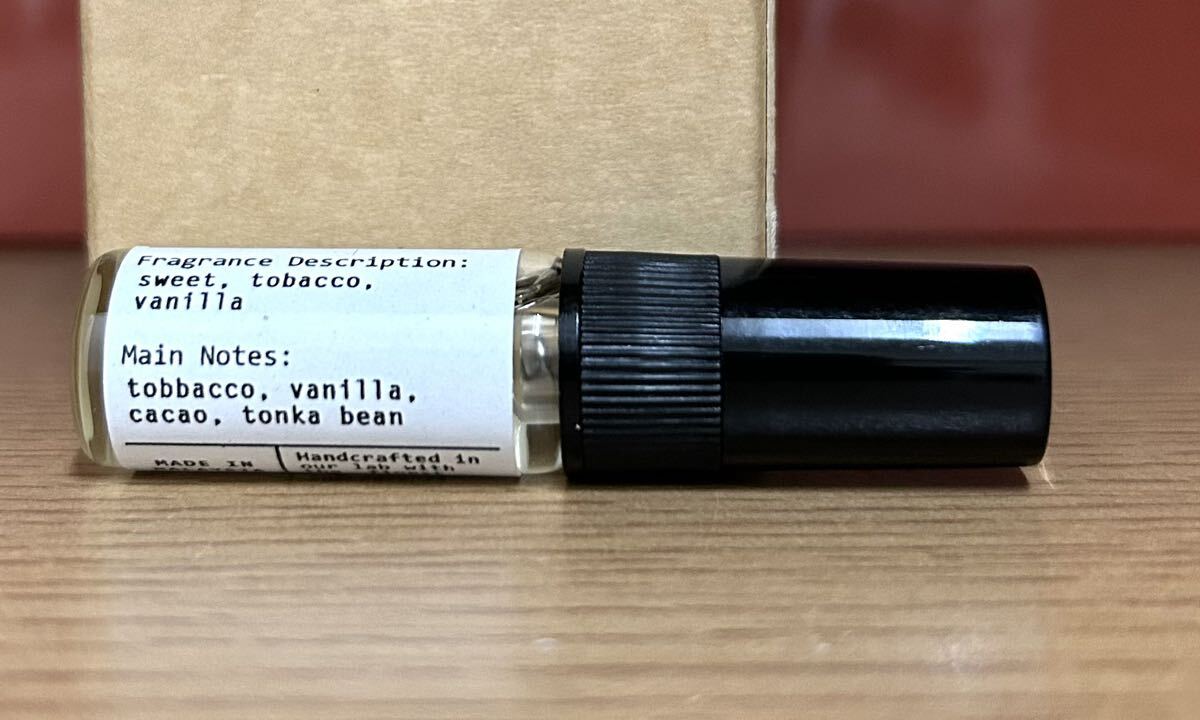 Fragrance Description:
sweet, tobacco,
vanilla
Main Notes:
tobbacco, vanilla,
cacao, tonka bean
MADE IN
Handcrafted in
our lab with